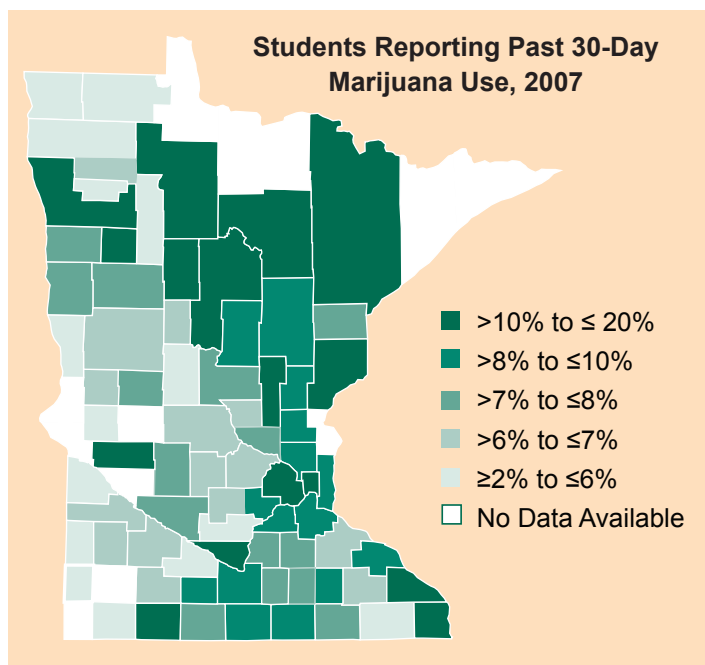 Students Reporting Past 30-Day
Marijuana Use, 2007
>10% to ≤ 20%
>8% to ≤10%
>7% to ≤8%
>6% to ≤7%
≥2% to ≤6%
No Data Available